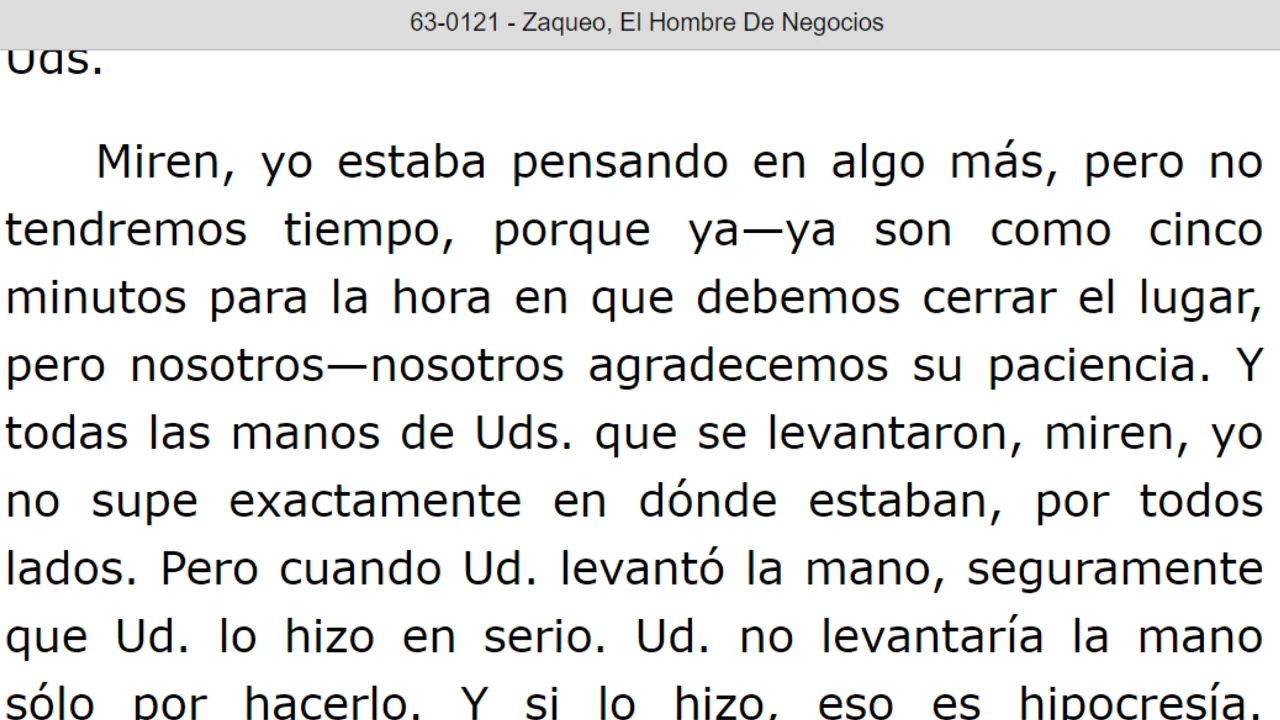 63-0121 - Zaqueo, El Hombre De Negocios
Uds.
Miren, yo estaba pensando en algo más, pero no
tendremos tiempo, porque ya—ya son como cinco
minutos para la hora en que debemos cerrar el lugar,
pero nosotros—nosotros agradecemos su paciencia. Y
todas las manos de Uds. que se levantaron, miren, yo
no supe exactamente en dónde estaban, por todos
lados. Pero cuando Ud. levantó la mano, seguramente
que Ud. lo hizo en serio. Ud. no levantaría la mano
sólo por hacerlo. Y si lo hizo, eso es hipocresía.